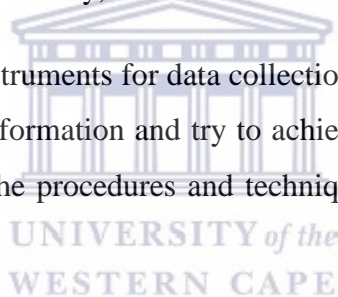 truments for data collectio
formation and try to achie
he procedures and techniq
UNIVERSITY of the
WESTERN CAPE